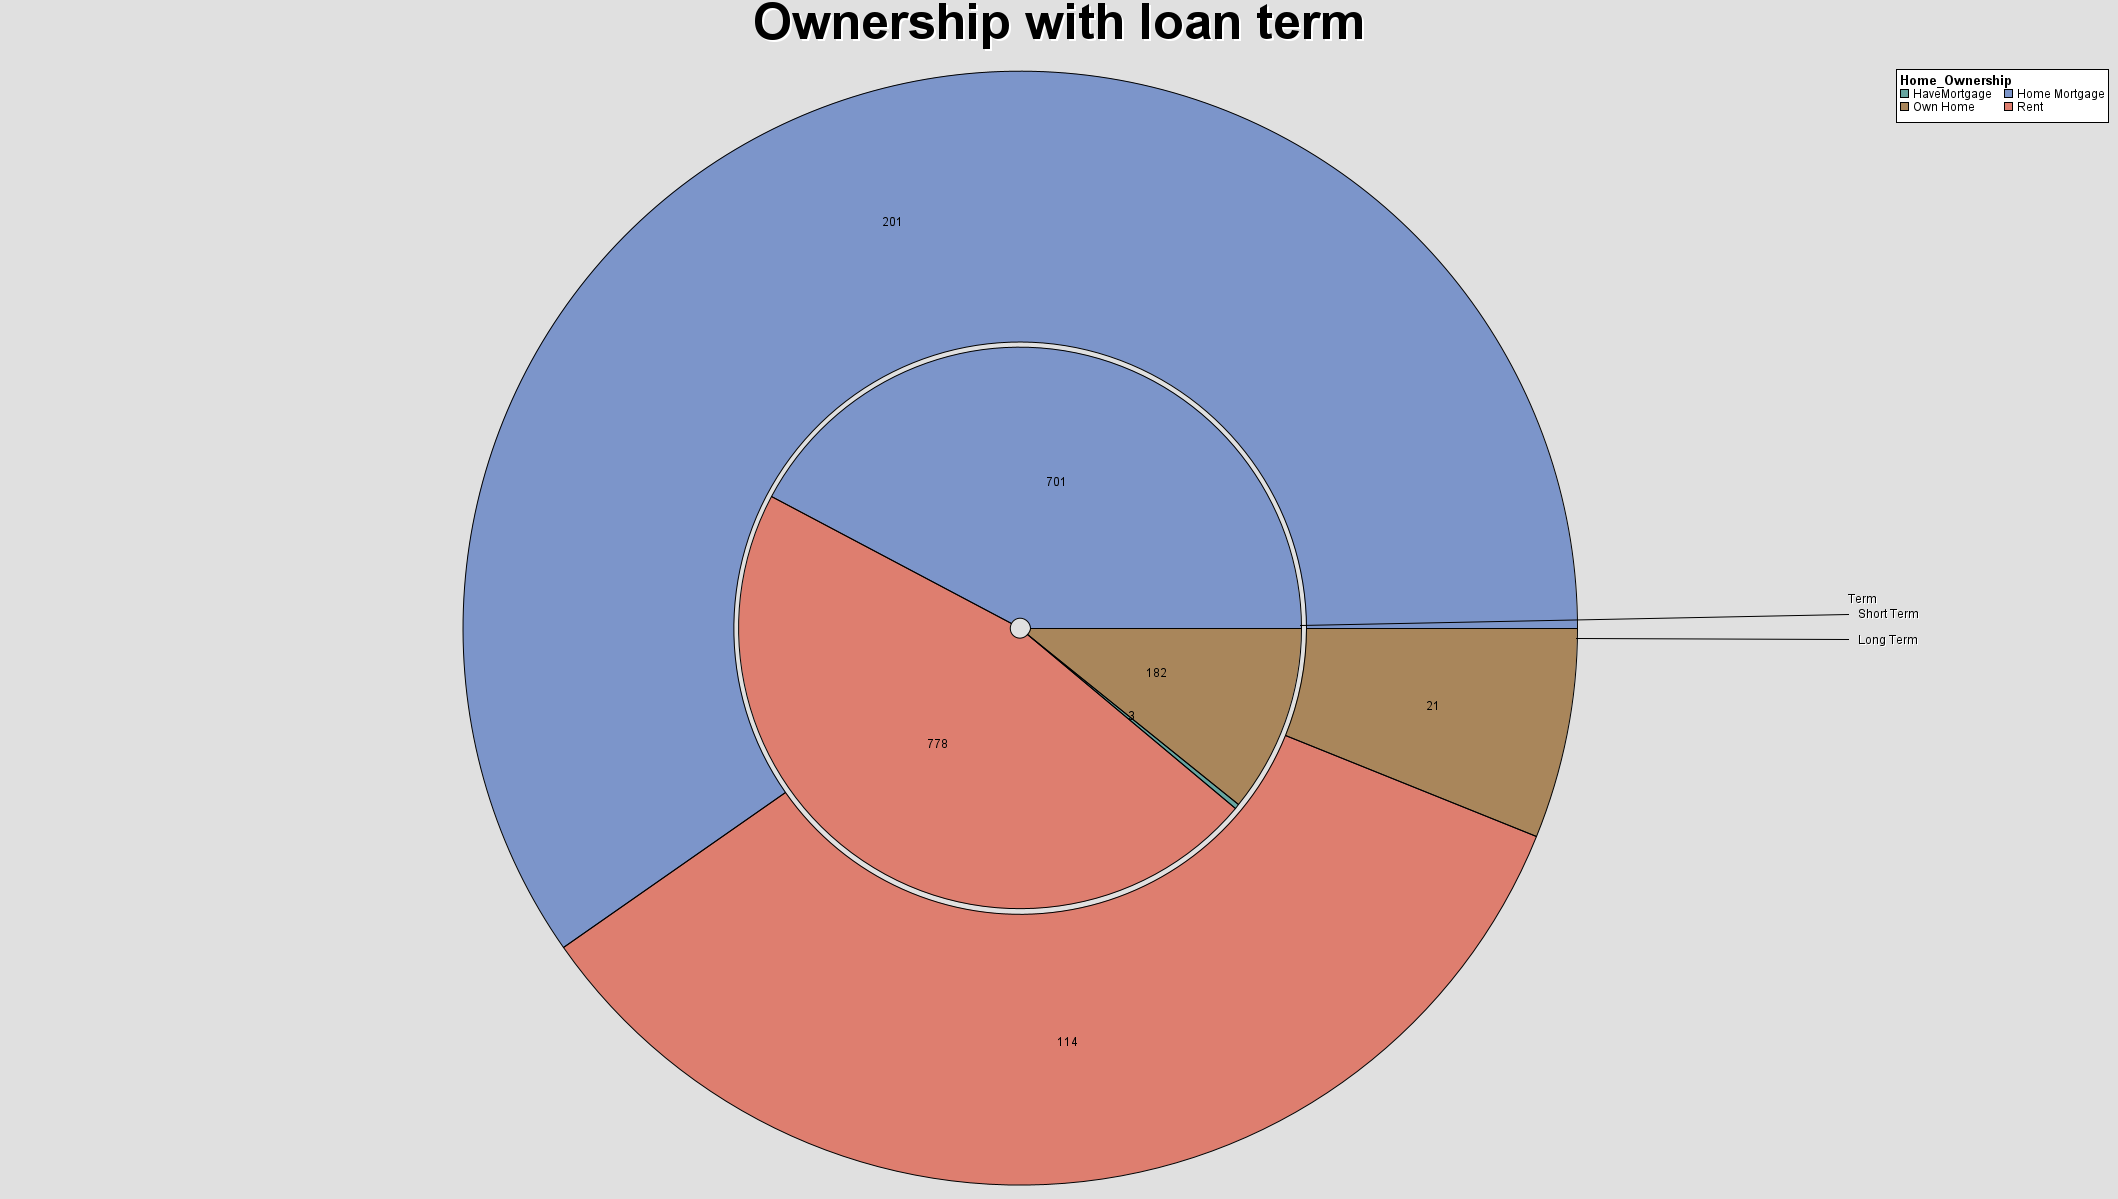 Ownership with loan term
Home_Ownership
HaveMortgage Home Mortgage
Own Home Rent
201
701
Term
Short Term
Long Term
182
21
3
778
114